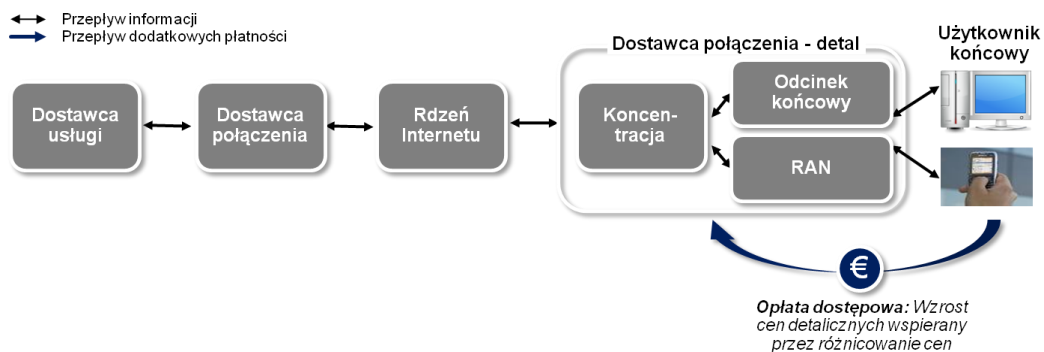 Przepływ informacji
Przepływ dodatkowych płatności
Dostawca połączenia - detal
Użytkownik
końcowy
Dostawca
usługi
Dostawca
połączenia
Rdzeń
Internetu
Koncen-
tracja
Odcinek
końcowy
RAN
€
Opłata dostępowa: Wzrost
cen detalicznych wspierany
przez różnicowanie cen